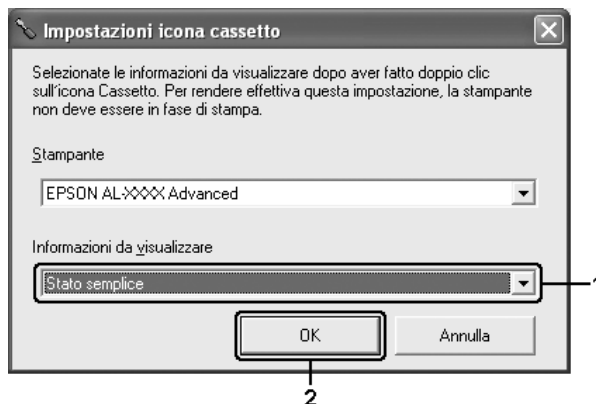 Impostazioni icona cassetto
Selezionate le informazioni da visualizzare dopo aver fatto doppio clic
sull'icona Cassetto. Per rendere effettiva questa impostazione, la stampante
non deve essere in fase di stampa.
Stampante
EPSON AL-XXXX Advanced
Informazioni da visualizzare
Stato semplice
1
OK
Annulla
2